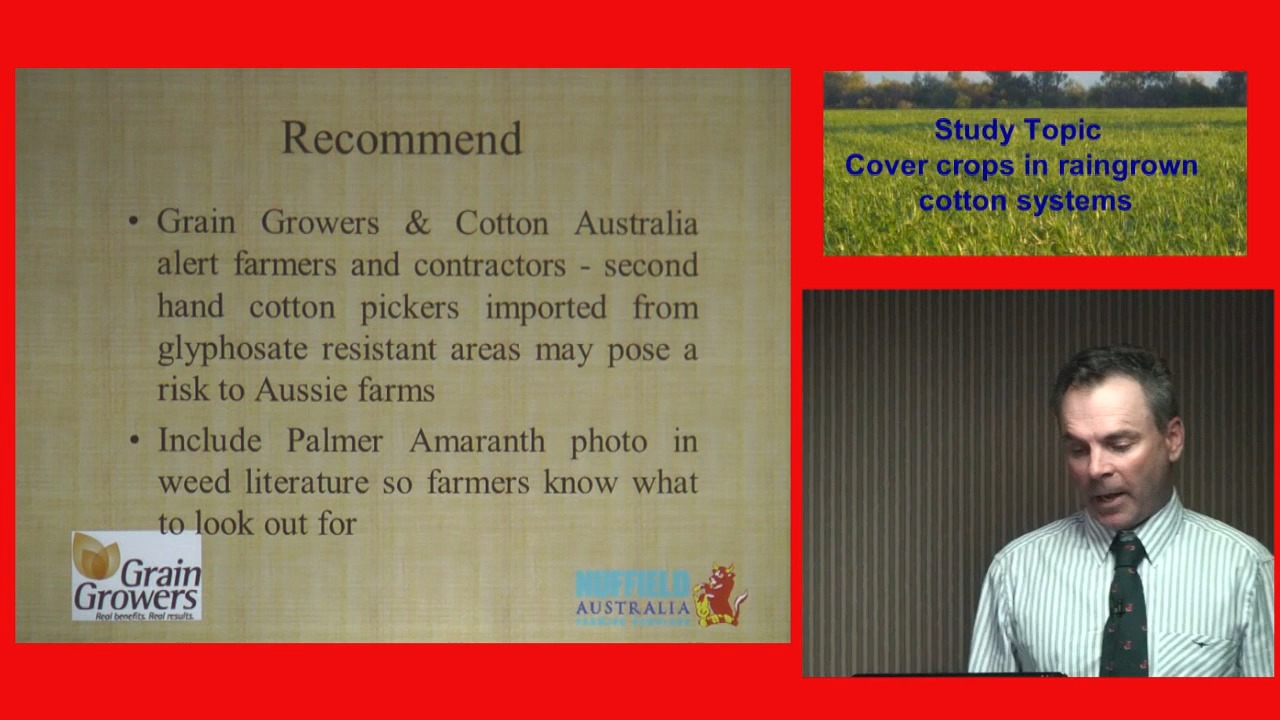 Recommend
• Grain Growers & Cotton Australia
alert farmers and contractors - second
hand cotton pickers imported from
glyphosate resistant areas may pose a
risk to Aussie farms
• Include Palmer Amaranth photo in
weed literature so farmers know what
to look out for
Grain
Growers
Real benefits. Real results.
NUFFIELD
AUSTRALIA
Study Topic
Cover crops in raingrown
cotton systems